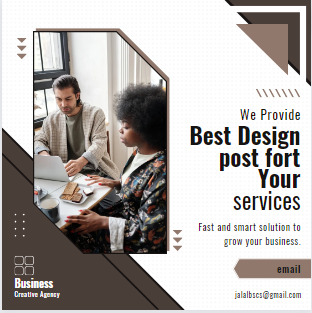 We Provide
Best Design
post fort
Your
services
Fast and smart solution to
grow your business.
email
jalalbscs@gmail.com
Business
Creative Agency